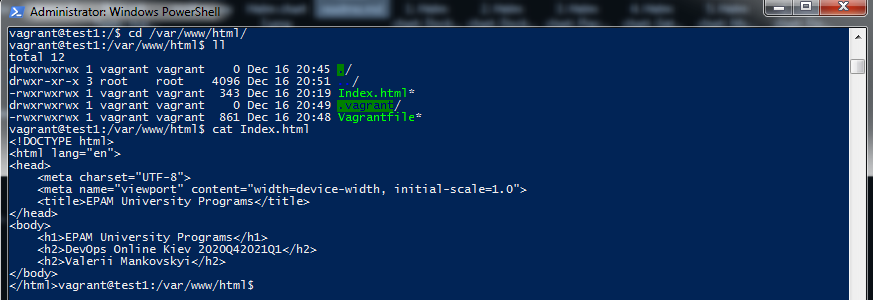 Administrator: Windows PowerShell
vagrant@test1:/$ cd /var/www/html/
vagrant@test1:/var/www/html$ ll
total 12
drwxrwxrwx 1 vagrant vagrant    0 Dec 16 20:45 ./
drwxr-xr-x 3 root    root    4096 Dec 16 20:51   /
-rwxrwxrwx 1 vagrant vagrant  343 Dec 16 20:19 Index.html*
drwxrwxrwx 1 vagrant vagrant    0 Dec 16 20:49 .vagrant/
-rwxrwxrwx 1 vagrant vagrant  861 Dec 16 20:48 Vagrantfile*
vagrant@test1:/var/www/html$ cat Index.html
<!DOCTYPE html>
<html lang="en">
<head>
    <meta charset="UTF-8">
    <meta name="viewport" content="width=device-width, initial-scale=1.0">
    <title>EPAM University Programs</title>
</head>
<body>
    <h1>EPAM University Programs</h1>
    <h2>DevOps Online Kiev 2020Q42021Q1</h2>
    <h2>Valerii Mankovskyi</h2>
</body>
</html>vagrant@test1:/var/www/html$